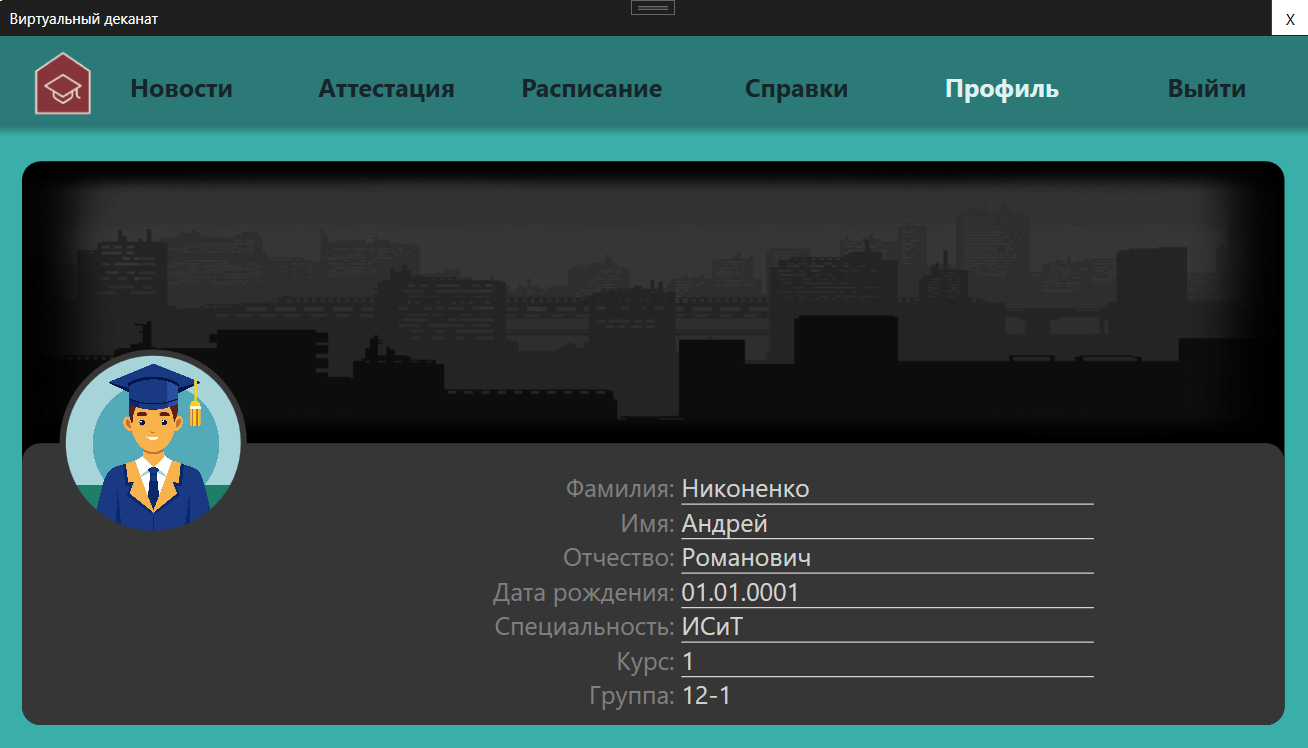 Виртуальный деканат
X
Новости Аттестация Расписание Справки Профиль Выйти
Фамилия: Никоненко
Имя: Андрей
Отчество: Романович
Дата рождения: 01.01.0001
Специальность: ИСиТ
Курс: 1
Группа: 12-1